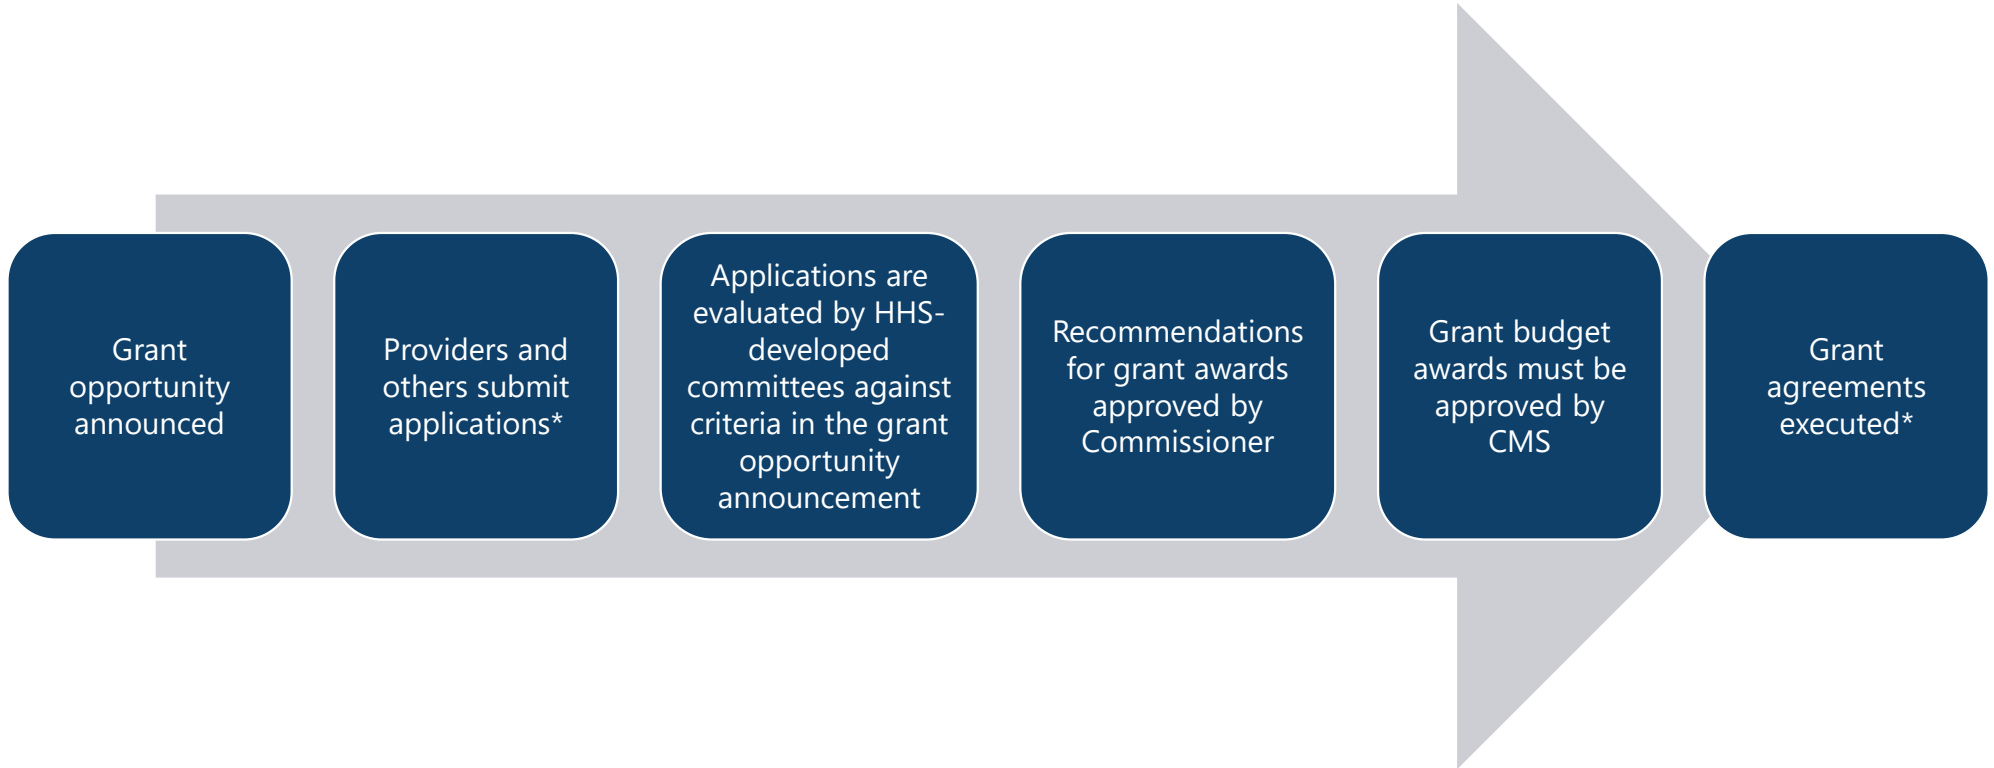 Grant
opportunity
announced
Providers and
others submit
applications*
Applications are
evaluated by HHS-
developed
committees against
criteria in the grant
opportunity
announcement
Recommendations
for grant awards
approved by
Commissioner
Grant budget
awards must be
approved by
CMS
Grant
agreements
executed*